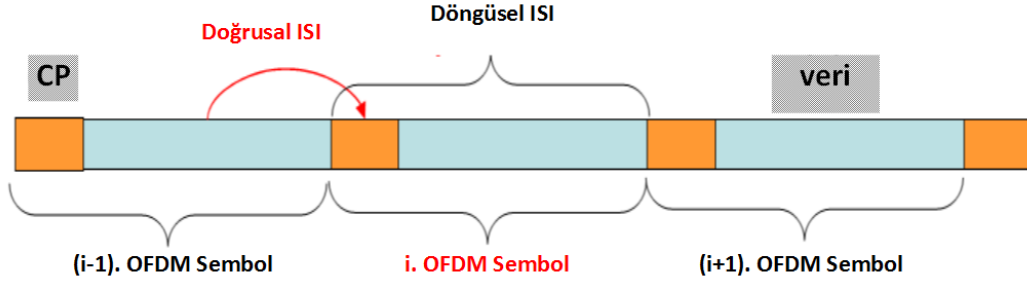 Döngüsel ISI
Doğrusal ISI
CP
veri
(i-1). OFDM Sembol
i. OFDM Sembol
(i+1). OFDM Sembol